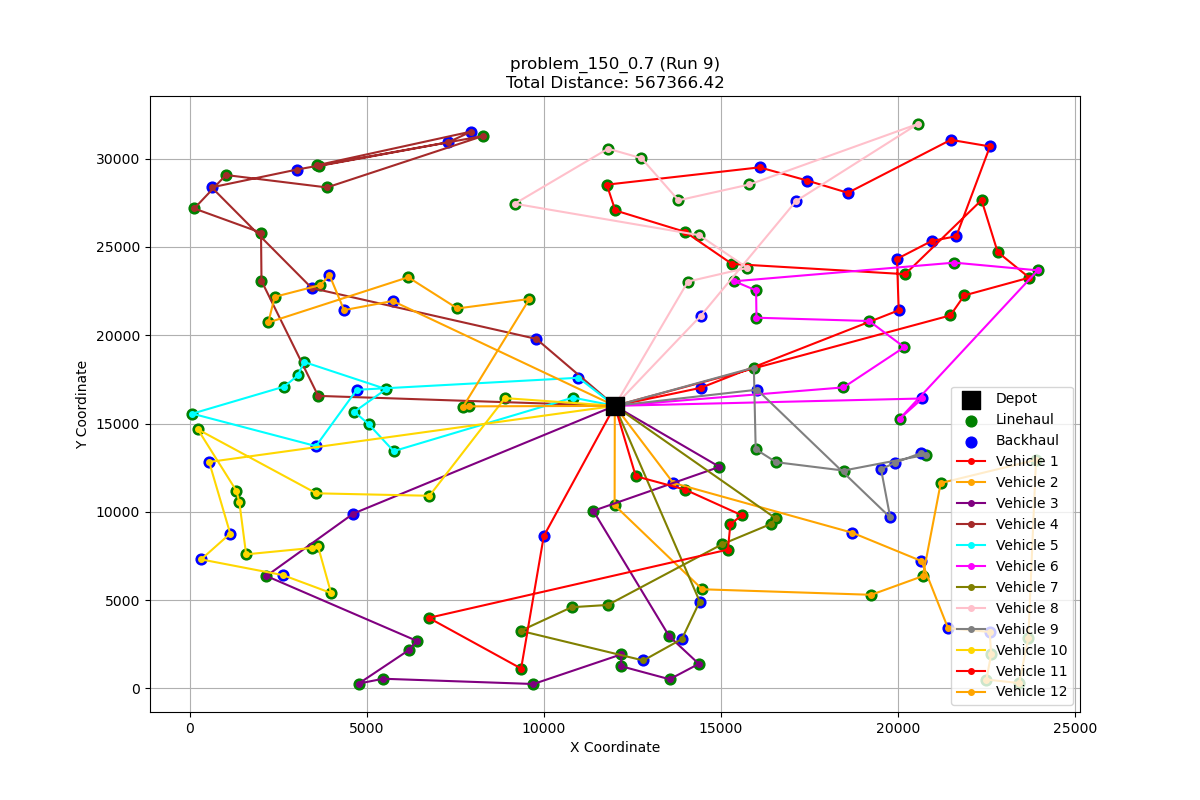 problem_150_0.7 (Run 9)
Total Distance: 567366.42
Y Coordinate
30000
25000
20000
15000
10000
5000
0
Depot
Linehaul
Backhaul
Vehicle 1
Vehicle 2
Vehicle 3
Vehicle 4
Vehicle 5
Vehicle 6
Vehicle 7
Vehicle 8
Vehicle 9
Vehicle 10
Vehicle 11
Vehicle 12
0
5000
10000
15000
20000
25000
X Coordinate